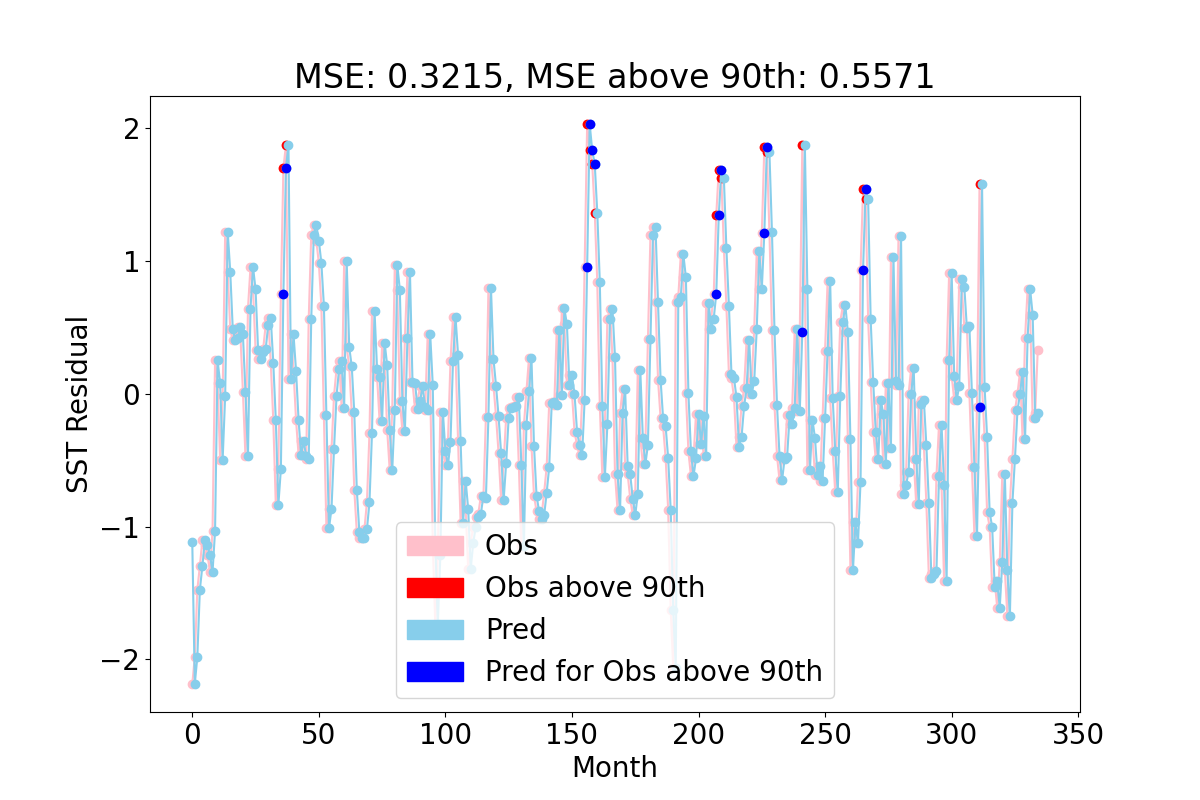 MSE: 0.3215, MSE above 90th: 0.5571
2
1
0
−1
−2
SST Residual
Obs
Obs above 90th
Pred
Pred for Obs above 90th
0 50 100 150 200 250 300 350
Month